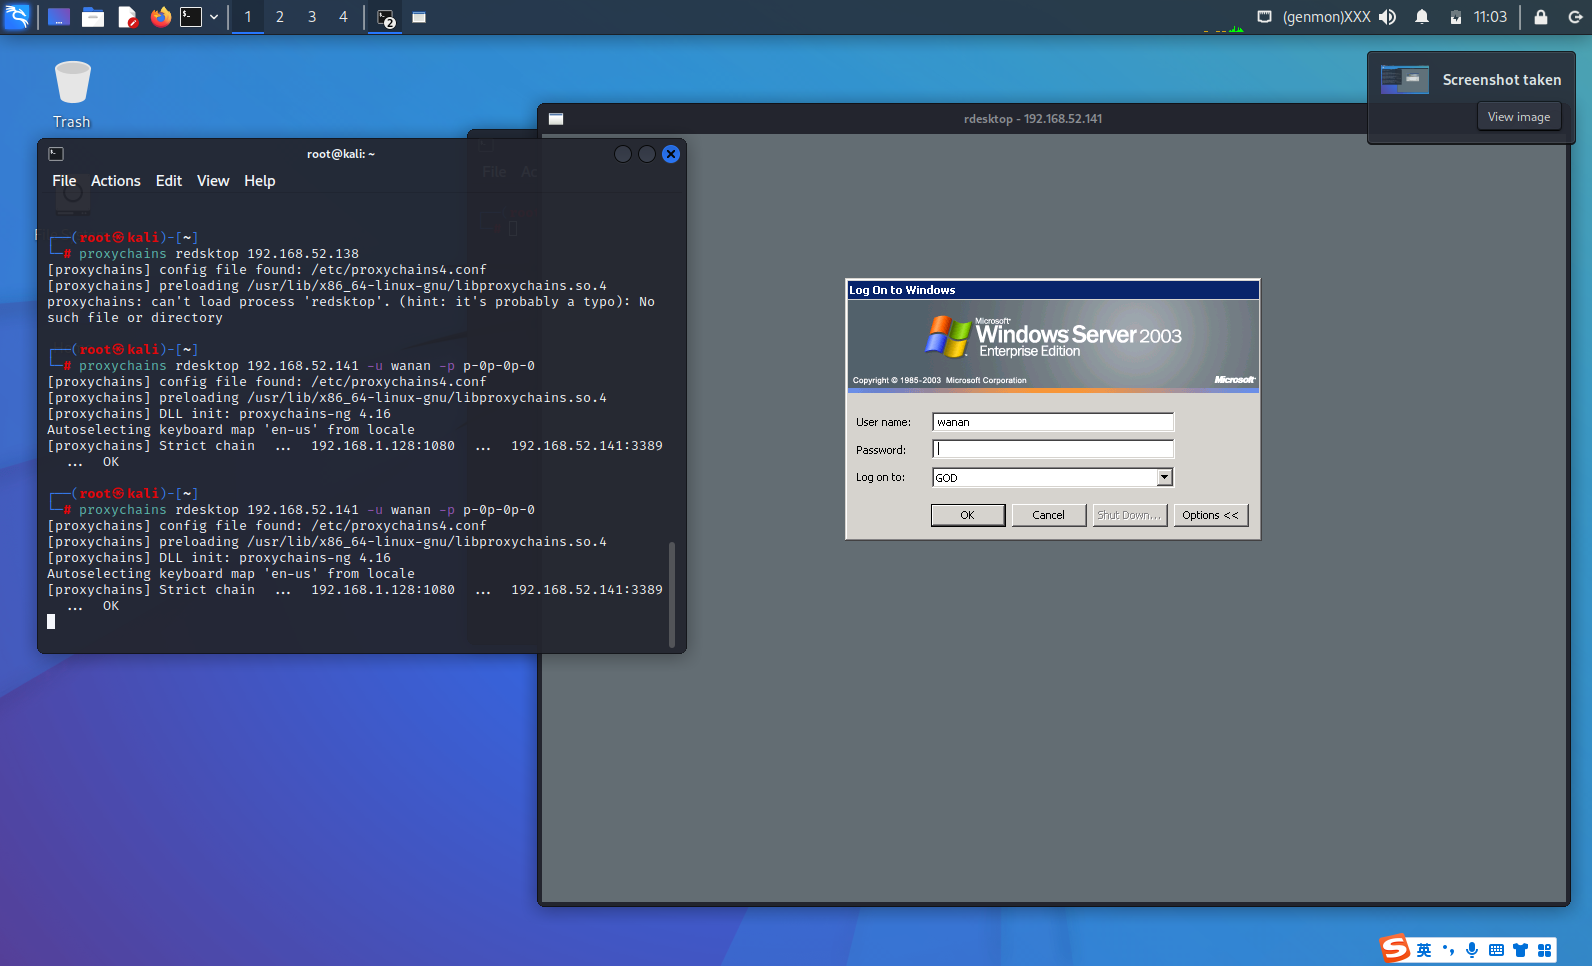 1 2 3 4
2
(genmon)XXX
11:03
Screenshot taken
View image
Trash
rdesktop - 192.168.52.141
root@kali: ~
File Actions Edit View Help
File Ac
┌──(root㉿kali)-[~]
└─# proxychains redsktop 192.168.52.138
[proxychains] config file found: /etc/proxychains4.conf
[proxychains] preloading /usr/lib/x86_64-linux-gnu/libproxychains.so.4
proxychains: can't load process 'redsktop'. (hint: it's probably a typo): No
such file or directory
┌──(root㉿kali)-[~]
└─# proxychains rdesktop 192.168.52.141 -u wanan -p p-0p-0p-0
[proxychains] config file found: /etc/proxychains4.conf
[proxychains] preloading /usr/lib/x86_64-linux-gnu/libproxychains.so.4
[proxychains] DLL init: proxychains-ng 4.16
Autoselecting keyboard map 'en-us' from locale
[proxychains] Strict chain ... 192.168.1.128:1080 ... 192.168.52.141:3389
... OK
┌──(root㉿kali)-[~]
└─# proxychains rdesktop 192.168.52.141 -u wanan -p p-0p-0p-0
[proxychains] config file found: /etc/proxychains4.conf
[proxychains] preloading /usr/lib/x86_64-linux-gnu/libproxychains.so.4
[proxychains] DLL init: proxychains-ng 4.16
Autoselecting keyboard map 'en-us' from locale
[proxychains] Strict chain ... 192.168.1.128:1080 ... 192.168.52.141:3389
... OK
Log On to Windows
Microsoft
Windows Server 2003
Enterprise Edition
Copyright © 1985-2003 Microsoft Corporation
Microsoft
User name: wanan
Password:
Log on to: GOD
OK Cancel Shut Down... Options <<
S 英